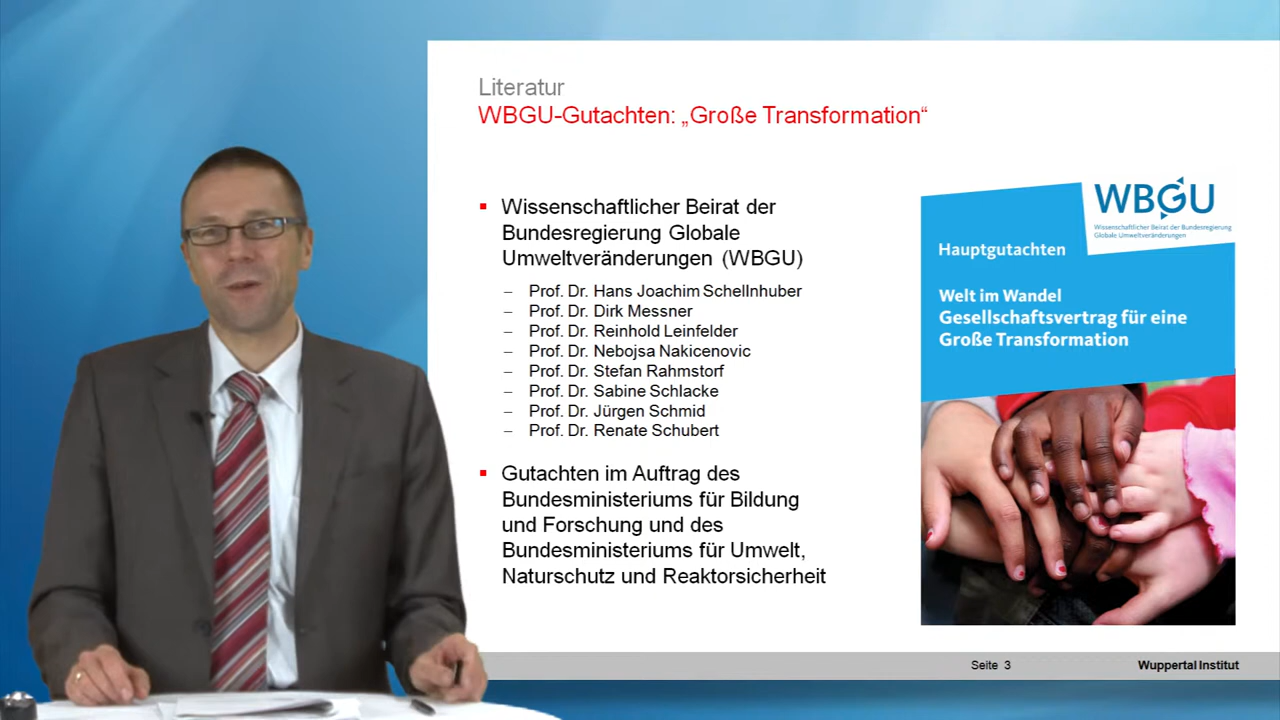 Literatur
WBGU-Gutachten: „Große Transformation“
Wissenschaftlicher Beirat der
Bundesregierung Globale
Umweltveränderungen (WBGU)
– Prof. Dr. Hans Joachim Schellnhuber
– Prof. Dr. Dirk Messner
– Prof. Dr. Reinhold Leinfelder
– Prof. Dr. Nebojsa Nakicenovic
– Prof. Dr. Stefan Rahmstorf
– Prof. Dr. Sabine Schlacke
– Prof. Dr. Jürgen Schmid
– Prof. Dr. Renate Schubert
Gutachten im Auftrag des
Bundesministeriums für Bildung
und Forschung und des
Bundesministeriums für Umwelt,
Naturschutz und Reaktorsicherheit
WBGU
Wissenschaftlicher Beirat der Bundesregierung
Globale Umweltveränderungen
Hauptgutachten
Welt im Wandel
Gesellschaftsvertrag für eine
Große Transformation
Seite 3
Wuppertal Institut